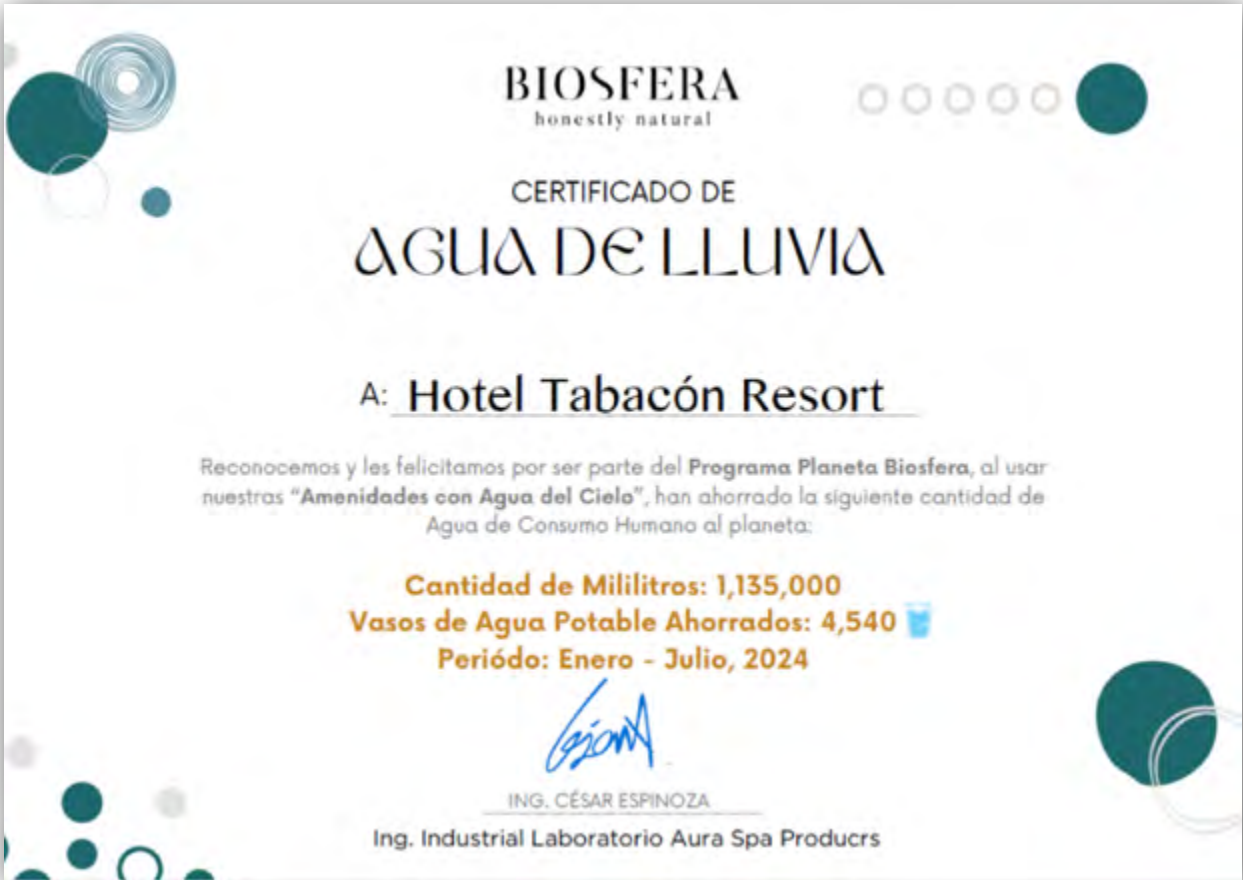 BIOSFERA
honestly natural
CERTIFICADO DE
AGUA DE LLUVIA
A: Hotel Tabacón Resort
Reconocemos y les felicitamos por ser parte del Programa Planeta Biosfera, al usar
nuestras “Amenidades con Agua del Cielo”, han ahorrado la siguiente cantidad de
Agua de Consumo Humano al planeta:
Cantidad de Mililitros: 1,135,000
Vasos de Agua Potable Ahorrados: 4,540
Periódo: Enero - Julio, 2024
ING. CÉSAR ESPINOZA
Ing. Industrial Laboratorio Aura Spa Producrs